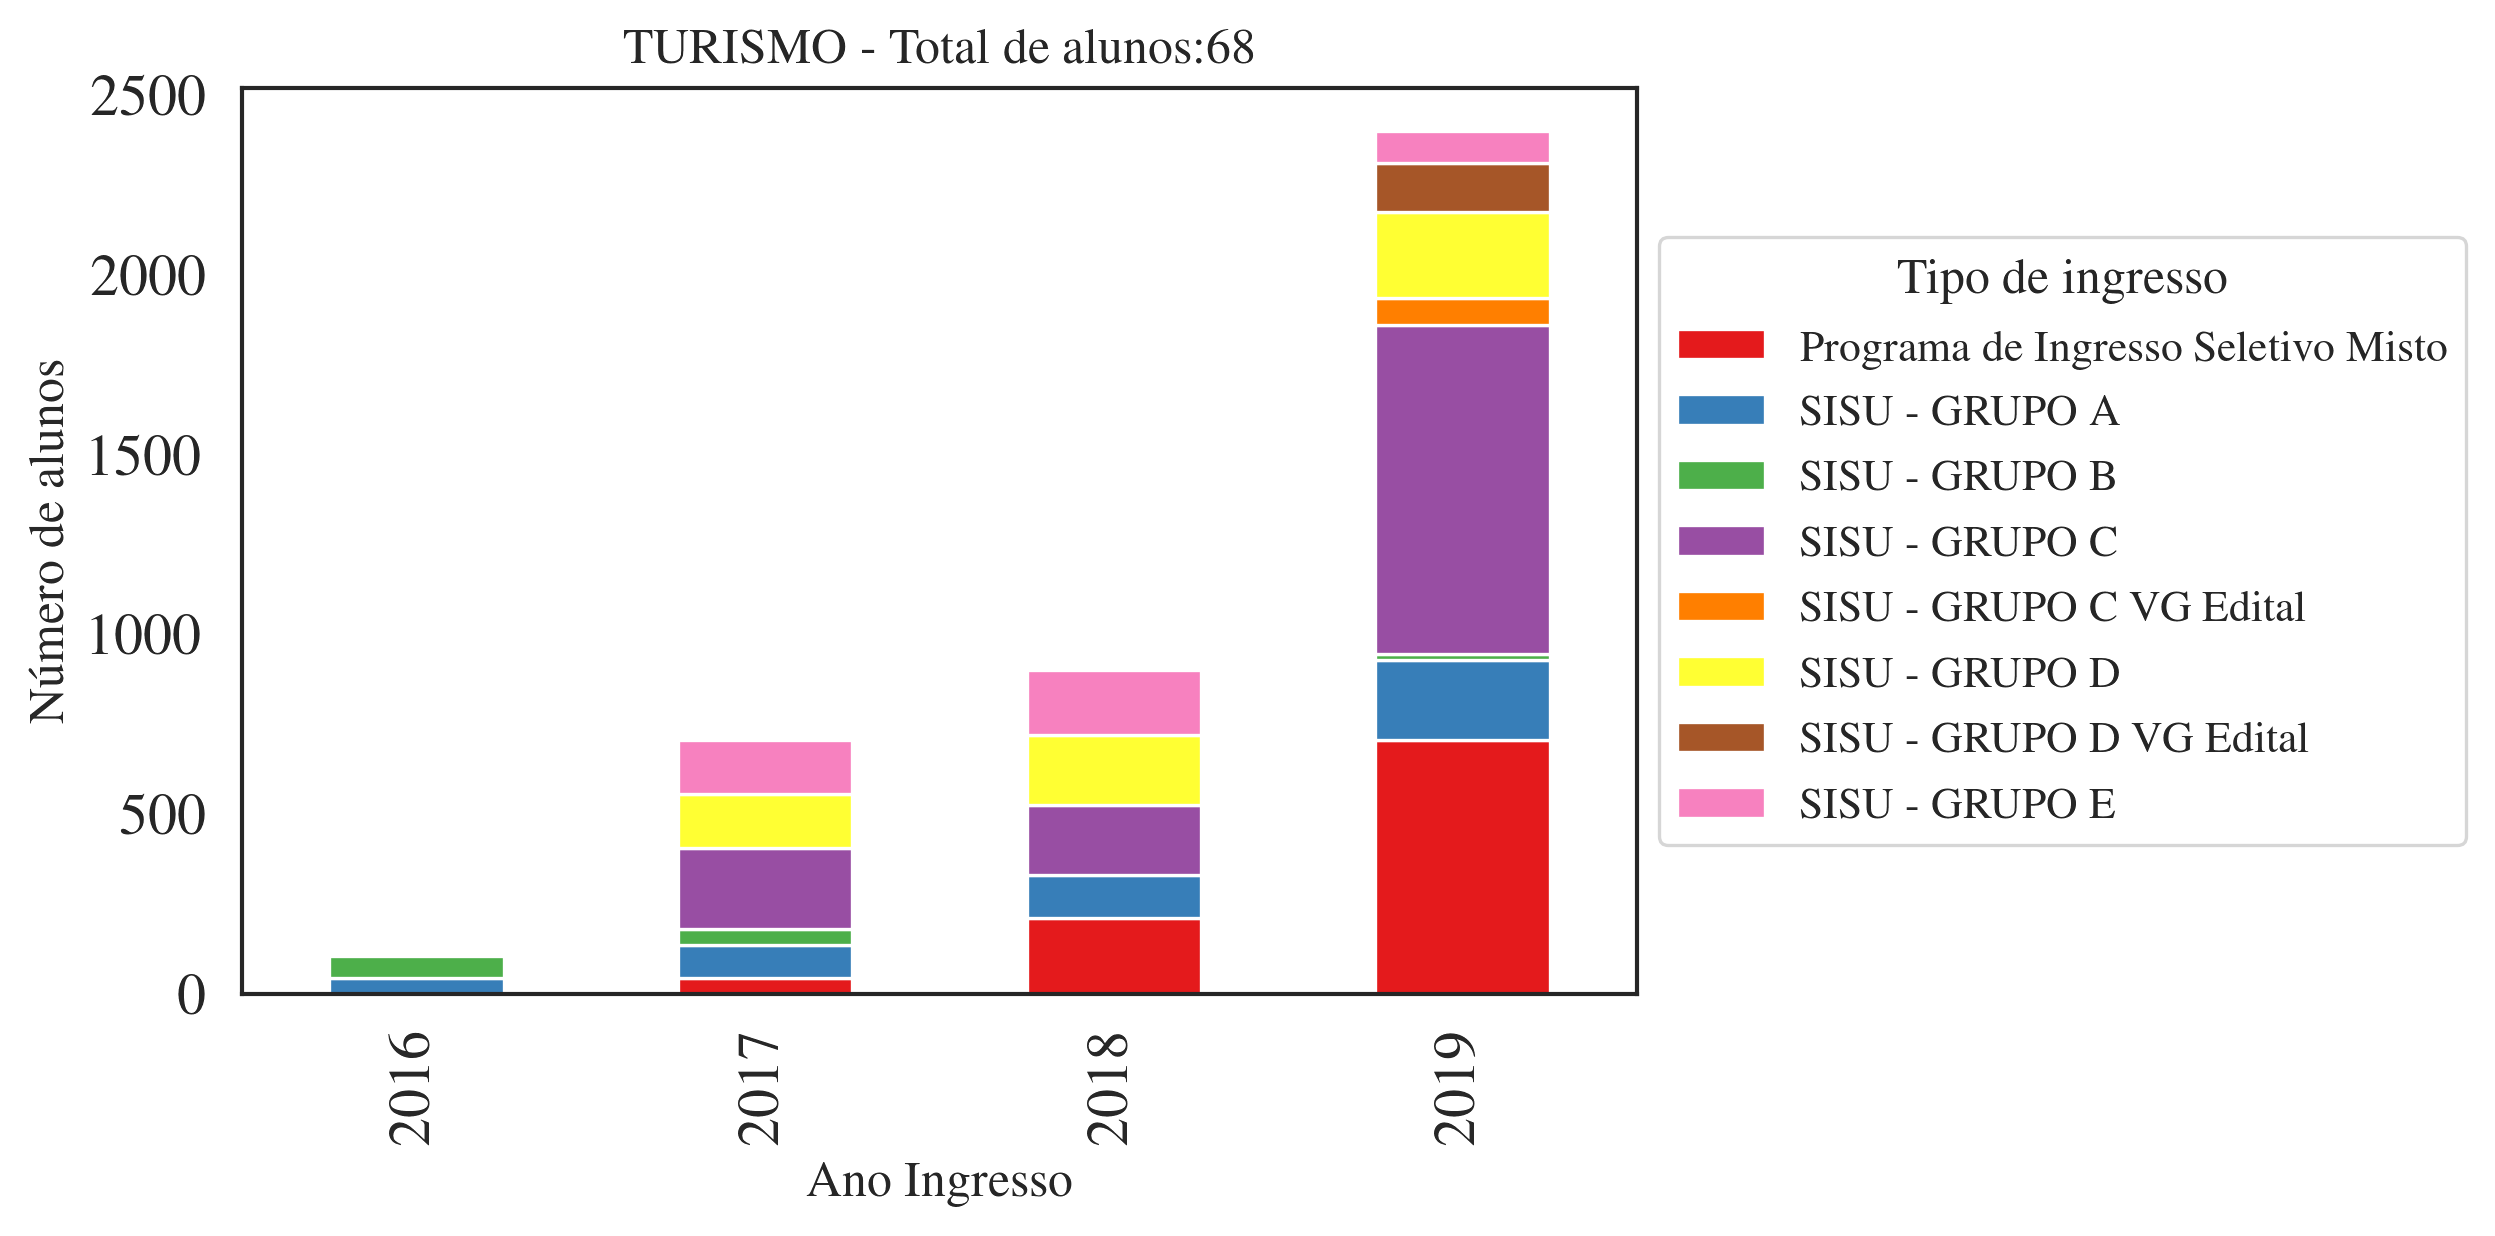 TURISMO - Total de alunos:68
2500
2000
1500
1000
500
0
Número de alunos
2016
2017
2018
2019
Ano Ingresso
Tipo de ingresso
Programa de Ingresso Seletivo Misto
SISU - GRUPO A
SISU - GRUPO B
SISU - GRUPO C
SISU - GRUPO C VG Edital
SISU - GRUPO D
SISU - GRUPO D VG Edital
SISU - GRUPO E